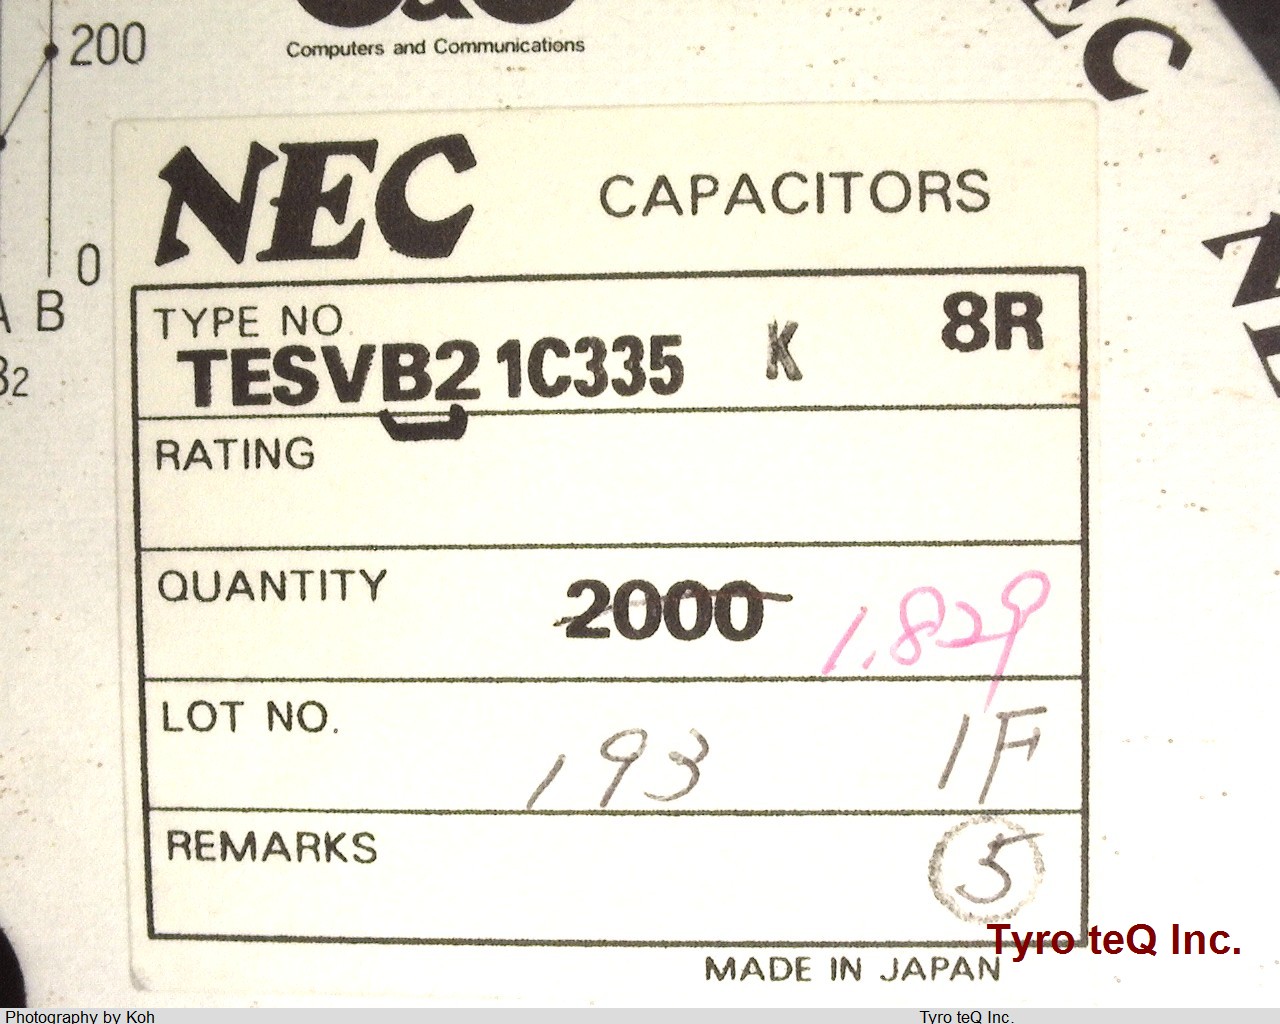 200
Computers and Communications
NEC
NEC CAPACITORS
0
B
TYPE NO.
8R
TESVB2 1C335 K
B2
RATING
QUANTITY 2000 1.829
LOT NO. 193 1F
REMARKS 5
Tyro teQ Inc.
MADE IN JAPAN
Photography by Koh Tyro teQ Inc.